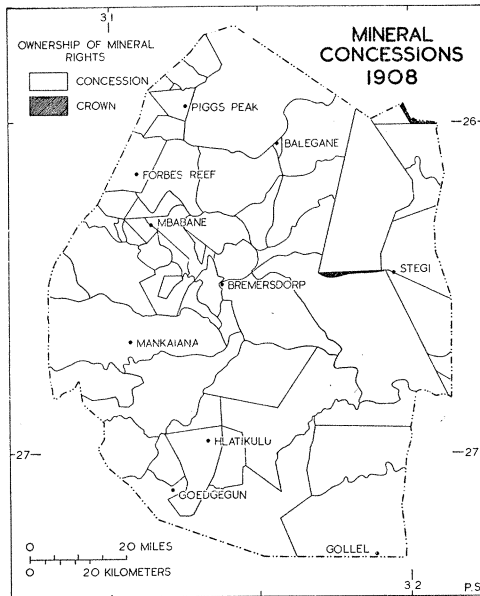 31
MINERAL
CONCESSIONS
1908
OWNERSHIP OF MINERAL
RIGHTS
CONCESSION
CROWN
PIGGS PEAK
26
BALEGANE
FORBES REEF
MBABANE
STEGI
BREMERSDORP
MANKAIANA
HLATIKULU
27
27
GOEDGEGUN
0 20 MILES
0 20 KILOMETERS
GOLLEL
32
P.S